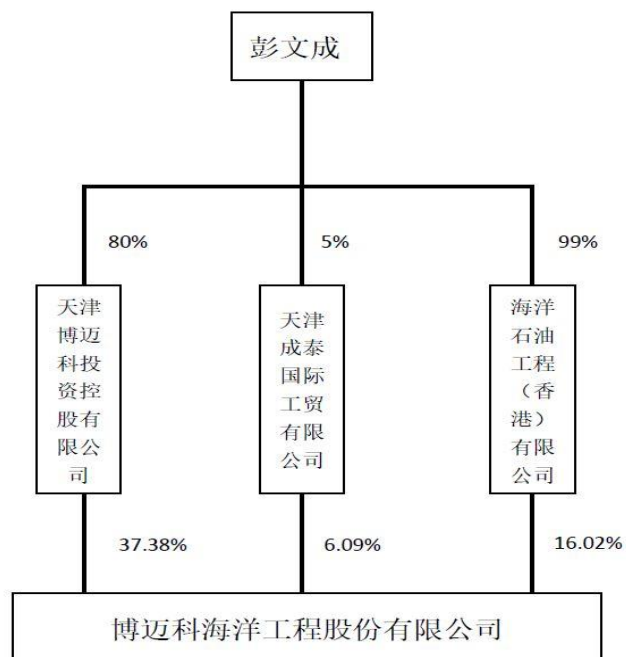 彭文成
80%
5%
99%
天津
博迈
科投
资控
股有
限公
司
天津
成泰
国际
工贸
有限
公司
海洋
石油
工程
（香
港）
有限
公司
37.38%
6.09%
16.02%
博迈科海洋工程股份有限公司